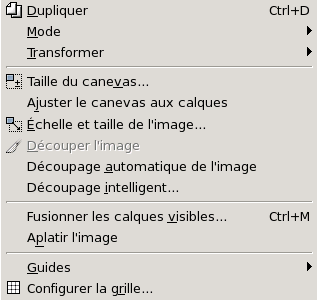 Dupliquer Ctrl+D
Mode
Transformer
Taille du canevas...
Ajuster le canevas aux calques
Échelle et taille de l'image...
Découper l'image
Découpage automatique de l'image
Découpage intelligent...
Fusionner les calques visibles... Ctrl+M
Aplatir l'image
Guides
Configurer la grille...